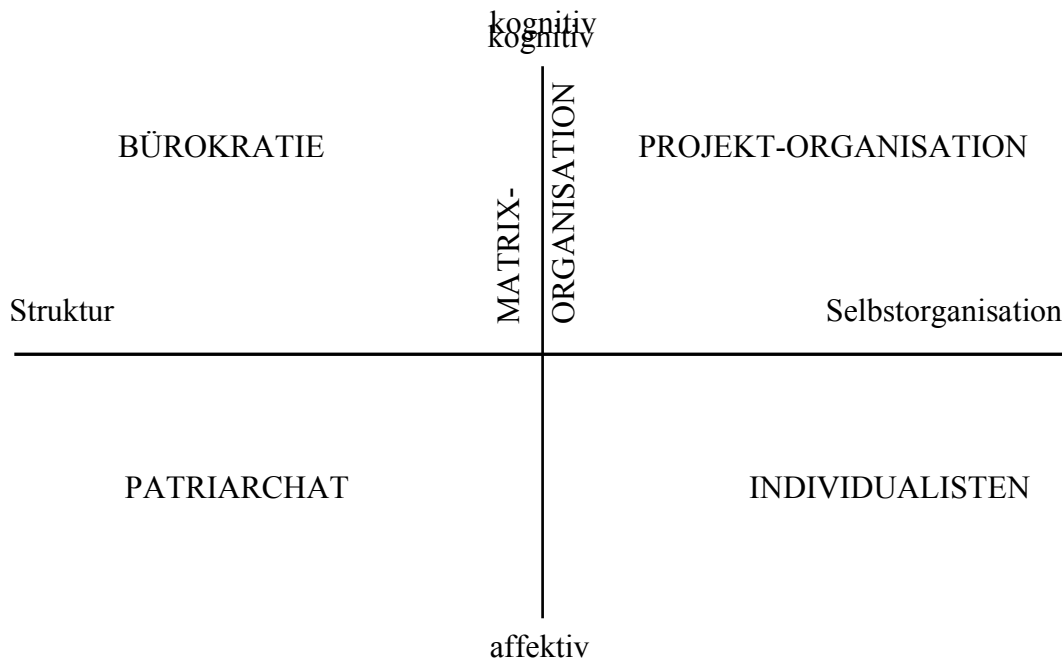 kognitiv
kognitiv
BÜROKRATIE
PROJEKT-ORGANISATION
MATRIX-
ORGANISATION
Struktur
Selbstorganisation
PATRIARCHAT
INDIVIDUALISTEN
affektiv